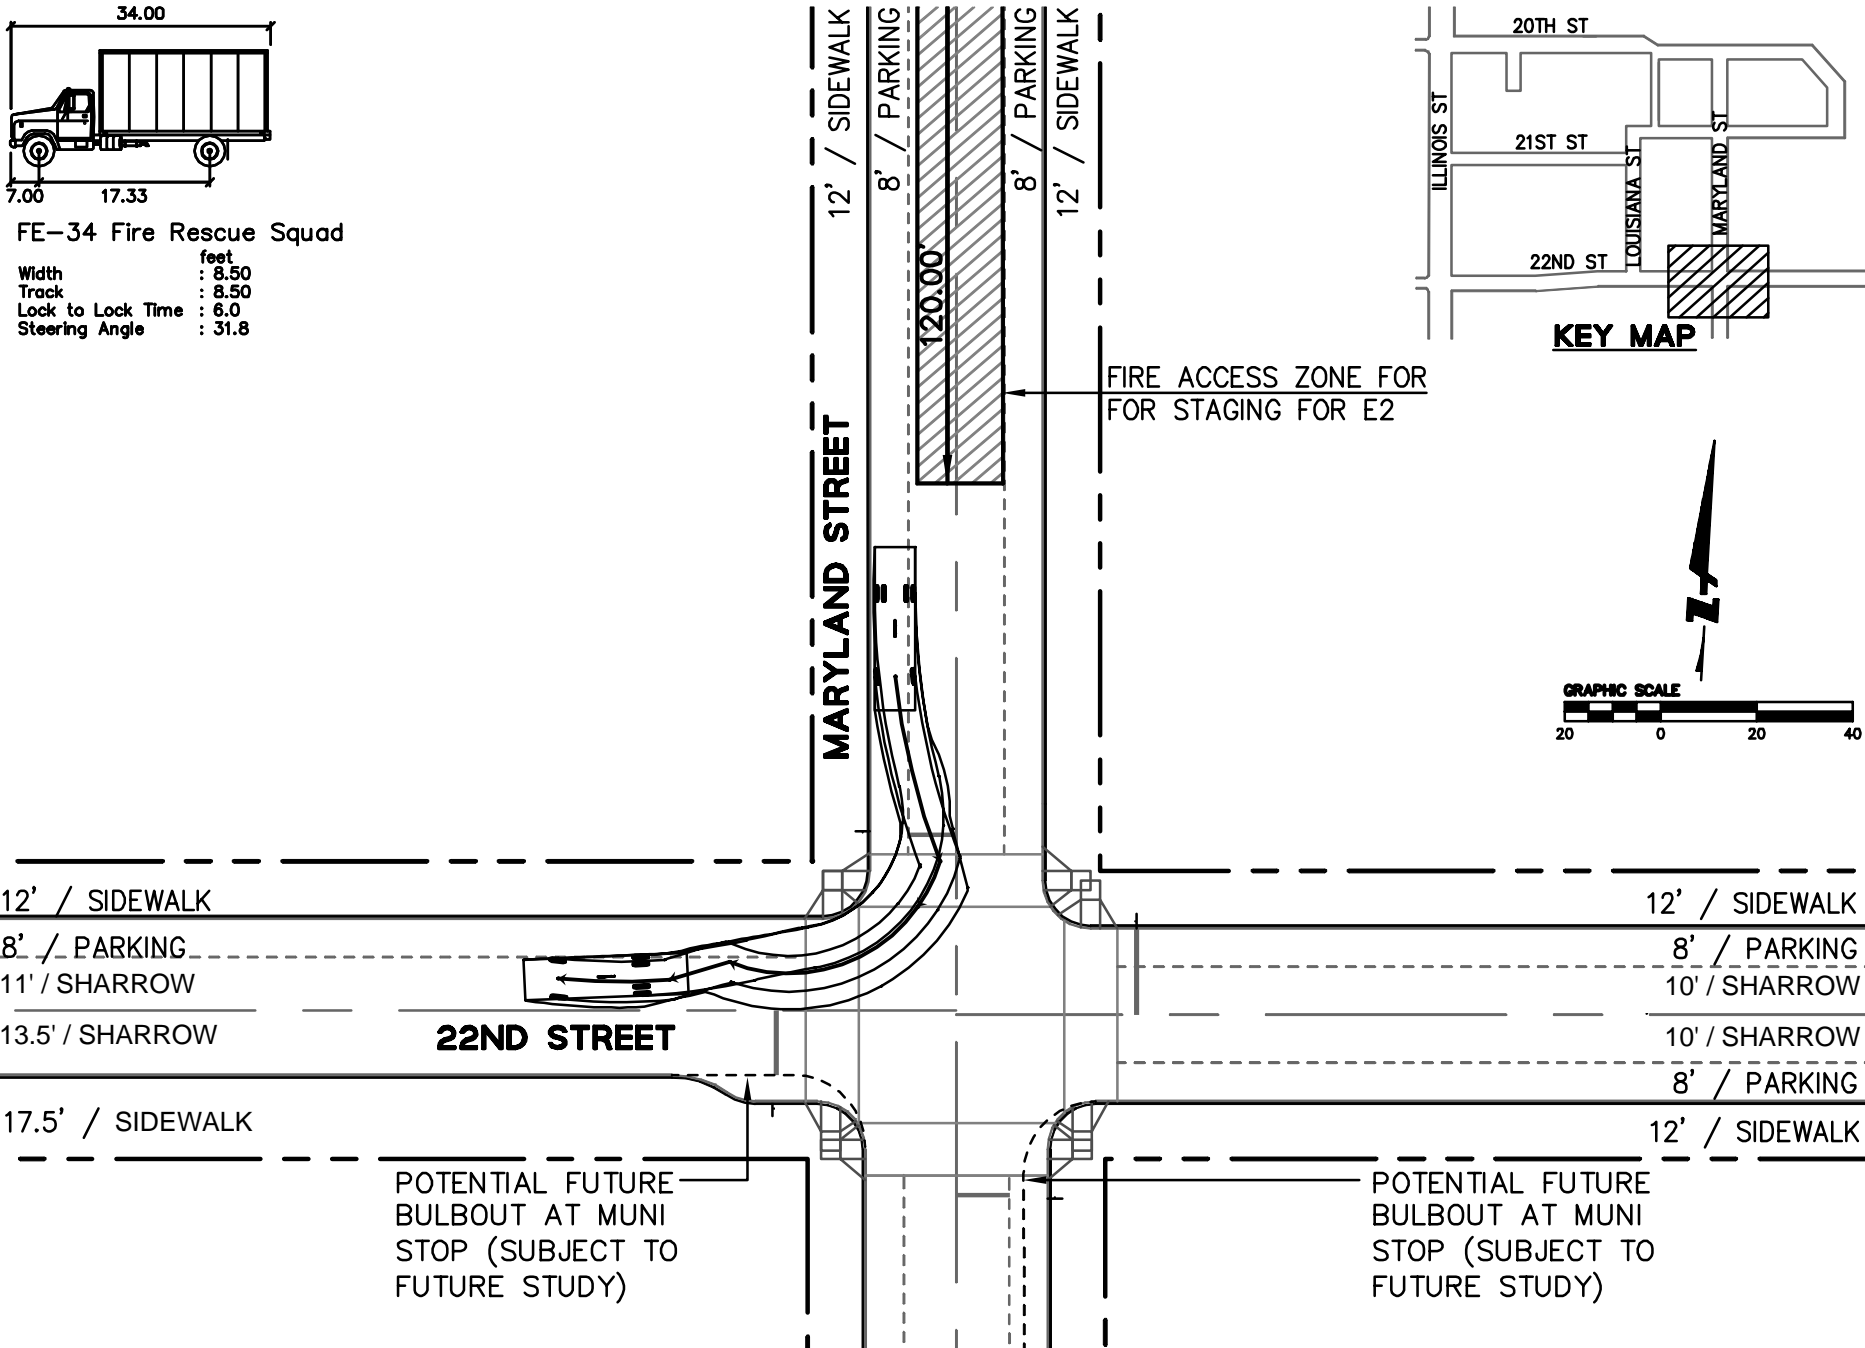 34.00
7.00
17.33
FE-34 Fire Rescue Squad
feet
Width : 8.50
Track : 8.50
Lock to Lock Time : 6.0
Steering Angle : 31.8
12' / SIDEWALK
8' / PARKING
120.00'
8' / PARKING
12' / SIDEWALK
20TH ST
ILLINOIS ST
21ST ST
LOUISIANA ST
MARYLAND ST
22ND ST
KEY MAP
FIRE ACCESS ZONE FOR
FOR STAGING FOR E2
MARYLAND STREET
Z
GRAPHIC SCALE
20 0 20 40
12' / SIDEWALK
8' / PARKING
11' / SHARROW
13.5' / SHARROW
22ND STREET
17.5' / SIDEWALK
12' / SIDEWALK
8' / PARKING
10' / SHARROW
10' / SHARROW
8' / PARKING
12' / SIDEWALK
POTENTIAL FUTURE
BULBOUT AT MUNI
STOP (SUBJECT TO
FUTURE STUDY)
POTENTIAL FUTURE
BULBOUT AT MUNI
STOP (SUBJECT TO
FUTURE STUDY)